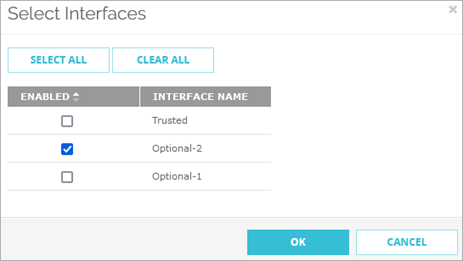 Select Interfaces
SELECT ALL CLEAR ALL
ENABLED INTERFACE NAME
Trusted
Optional-2
Optional-1
OK CANCEL